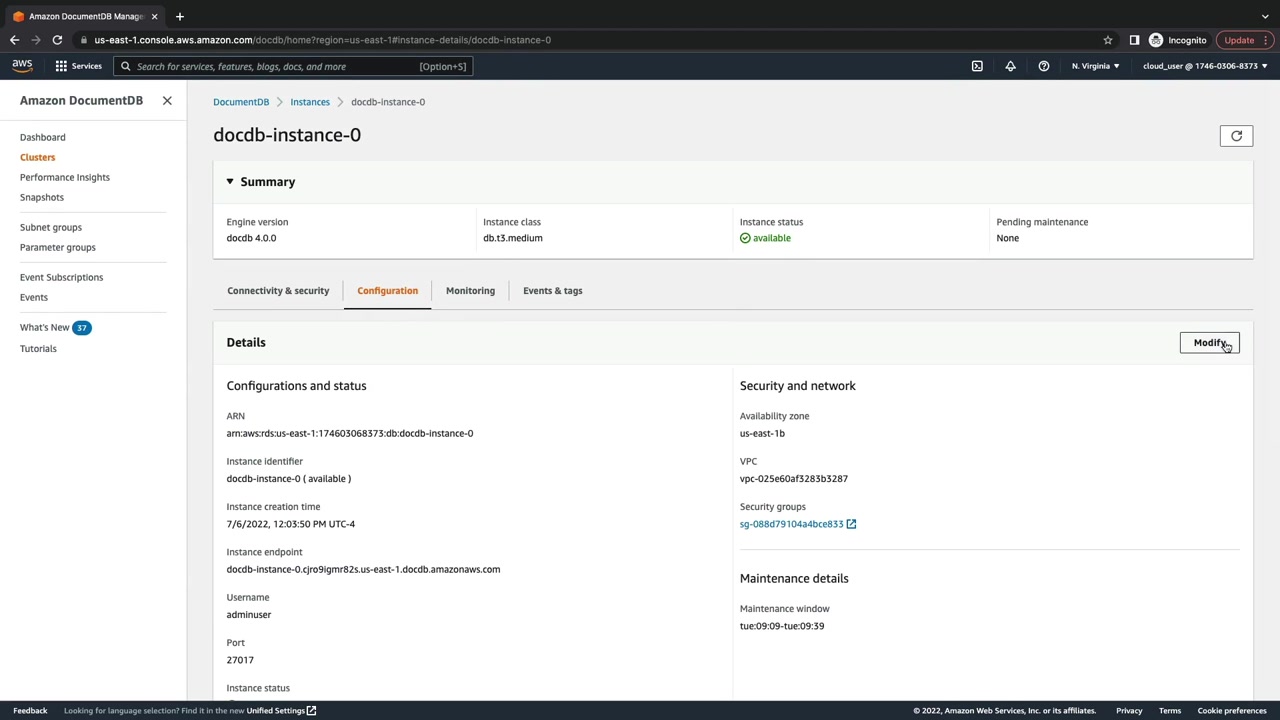 Amazon DocumentDB Manage
us-east-1.console.aws.amazon.com/docdb/home?region=us-east-1#instance-details/docdb-instance-0
Incognito
Update
aws
Services
Search for services, features, blogs, docs, and more
[Option+S]
N. Virginia
cloud_user @ 1746-0306-8373
Amazon DocumentDB
Dashboard
Clusters
Performance Insights
Snapshots
Subnet groups
Parameter groups
Event Subscriptions
Events
What's New 37
Tutorials
DocumentDB > Instances > docdb-instance-0
docdb-instance-0
Summary
Engine version
docdb 4.0.0
Instance class
db.t3.medium
Instance status
available
Pending maintenance
None
Connectivity & security
Configuration
Monitoring
Events & tags
Details
Modify
Configurations and status
ARN
arn:aws:rds:us-east-1:174603068373:db:docdb-instance-0
Instance identifier
docdb-instance-0 ( available )
Instance creation time
7/6/2022, 12:03:50 PM UTC-4
Instance endpoint
docdb-instance-0.cjro9igmr82s.us-east-1.docdb.amazonaws.com
Username
adminuser
Port
27017
Instance status
Security and network
Availability zone
us-east-1b
VPC
vpc-025e60af3283b3287
Security groups
sg-088d79104a4bce833
Maintenance details
Maintenance window
tue:09:09-tue:09:39
Feedback
Looking for language selection? Find it in the new Unified Settings
© 2022, Amazon Web Services, Inc. or its affiliates.
Privacy
Terms
Cookie preferences